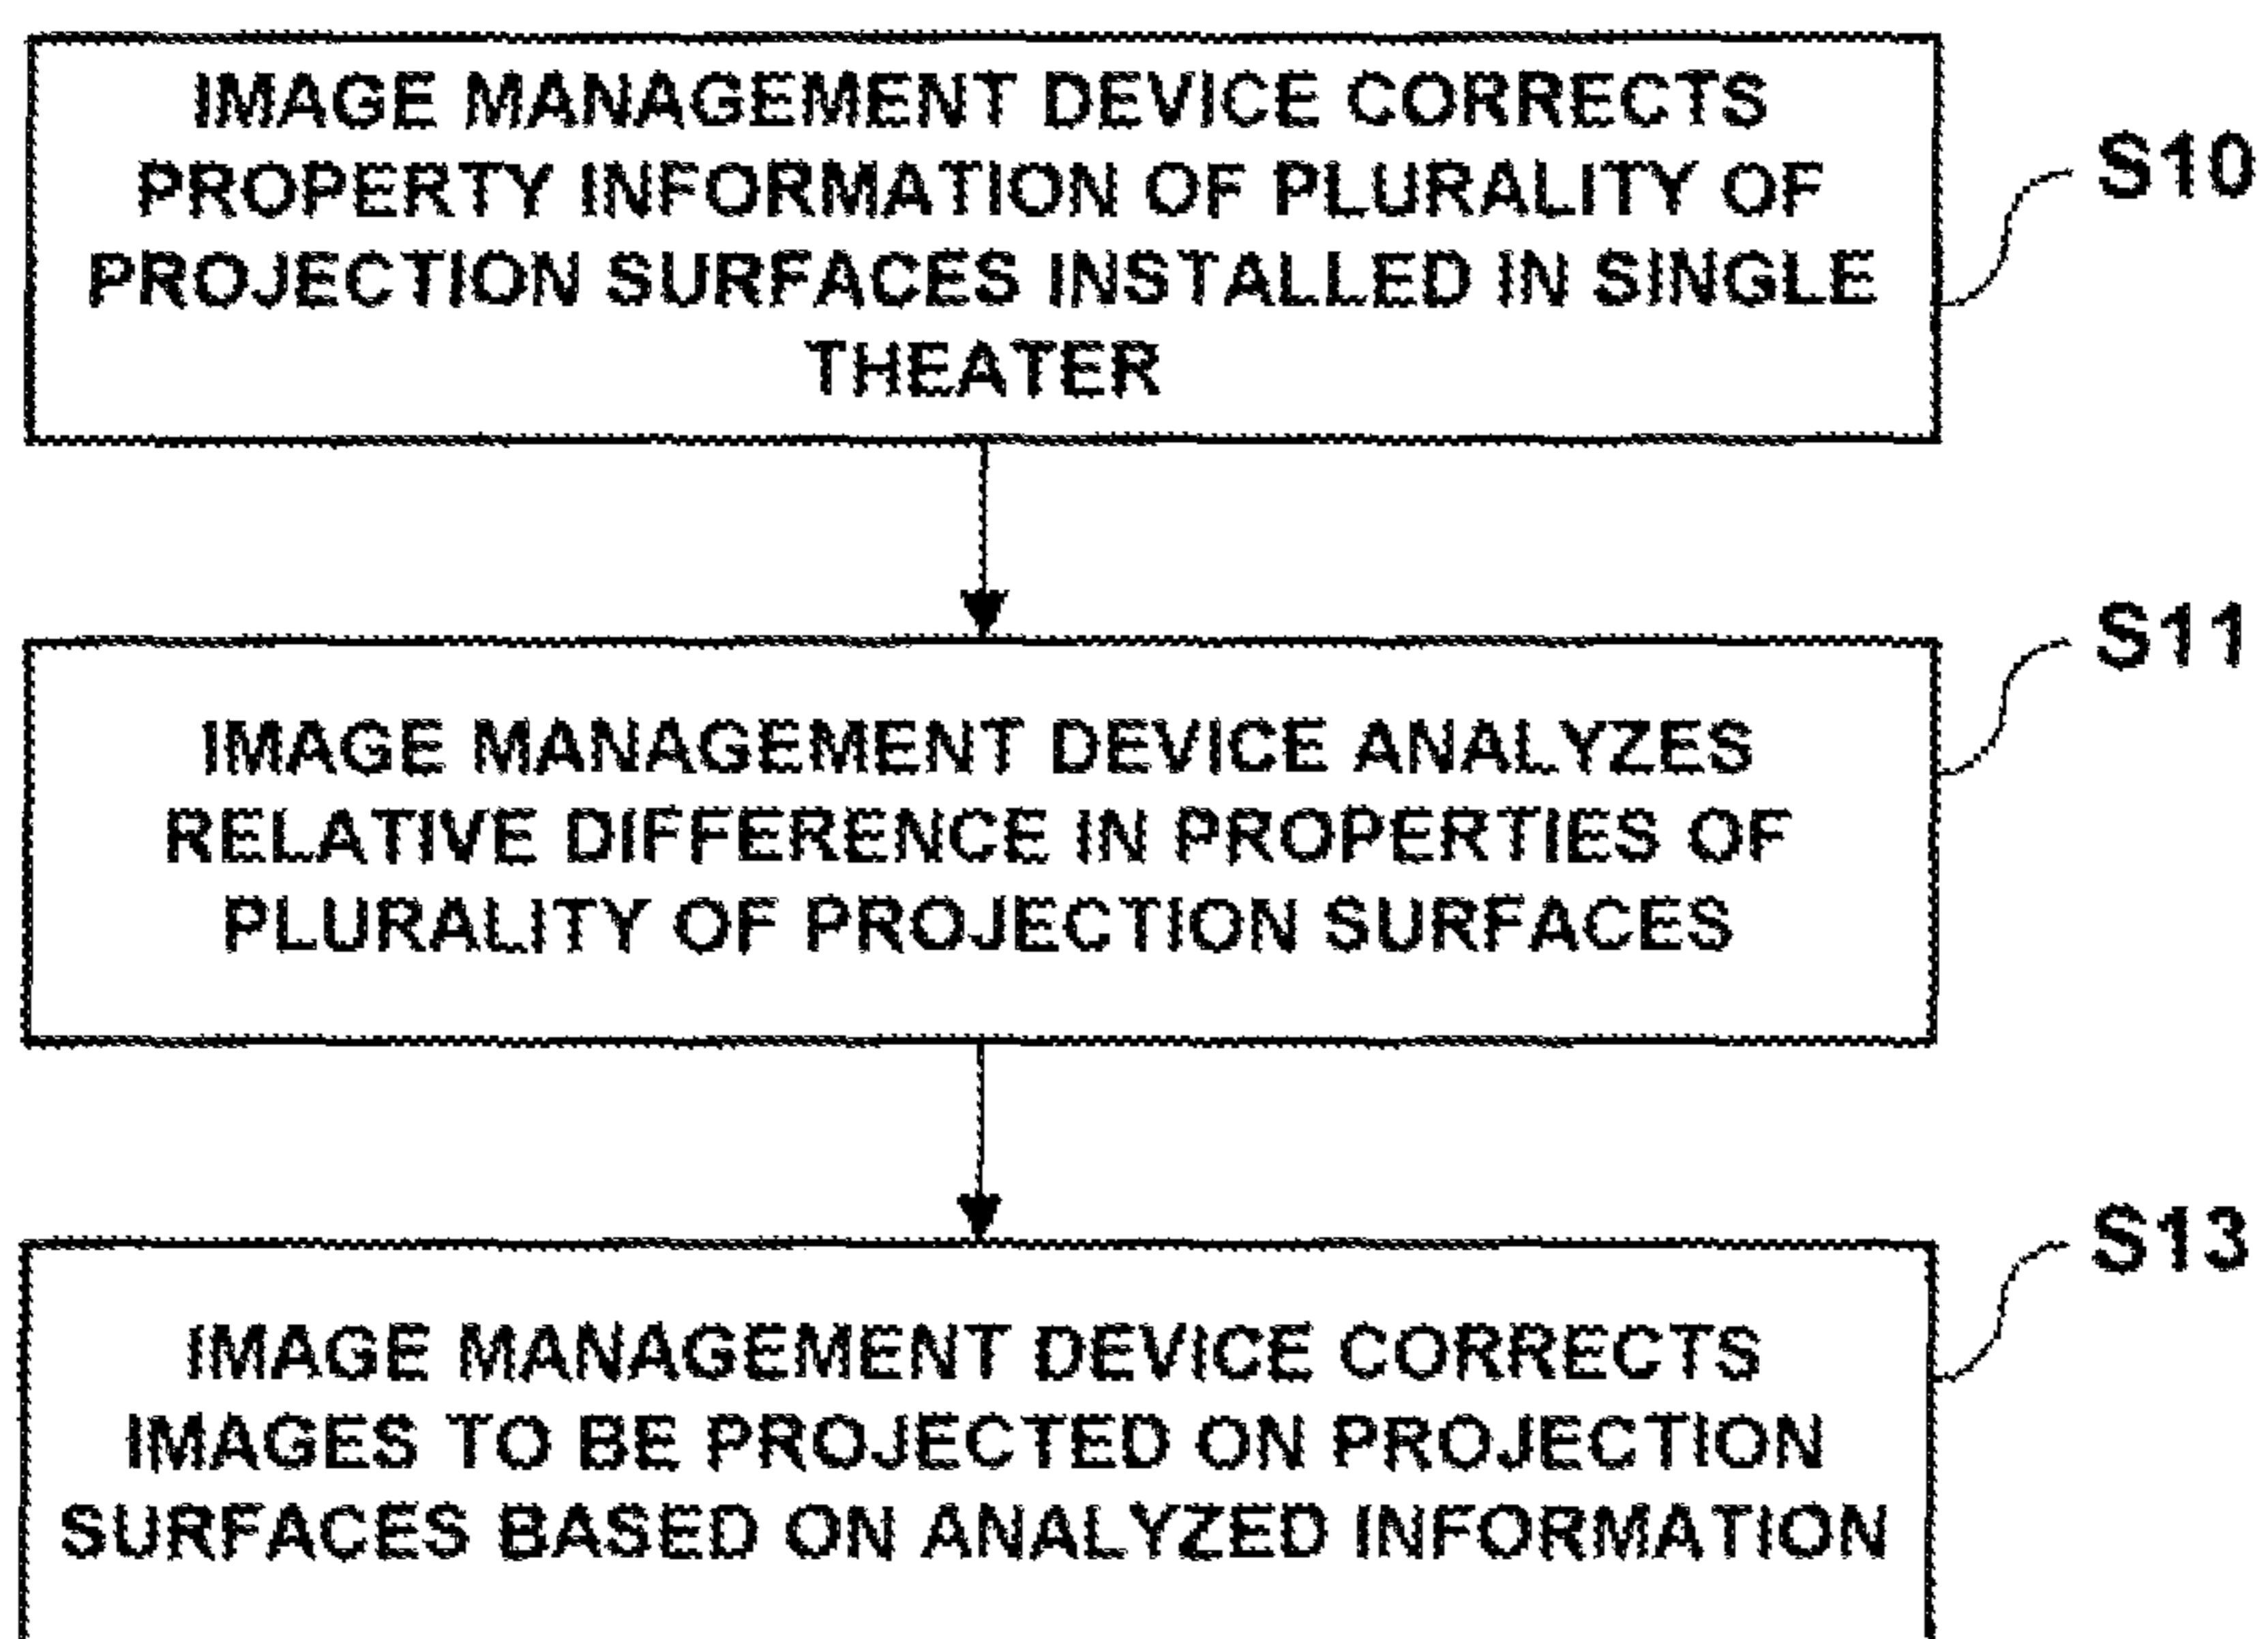 IMAGE MANAGEMENT DEVICE CORRECTS
PROPERTY INFORMATION OF PLURALITY OF
PROJECTION SURFACES INSTALLED IN SINGLE
THEATER
S10
IMAGE MANAGEMENT DEVICE ANALYZES
RELATIVE DIFFERENCE IN PROPERTIES OF
PLURALITY OF PROJECTION SURFACES
S11
IMAGE MANAGEMENT DEVICE CORRECTS
IMAGES TO BE PROJECTED ON PROJECTION
SURFACES BASED ON ANALYZED INFORMATION
S13